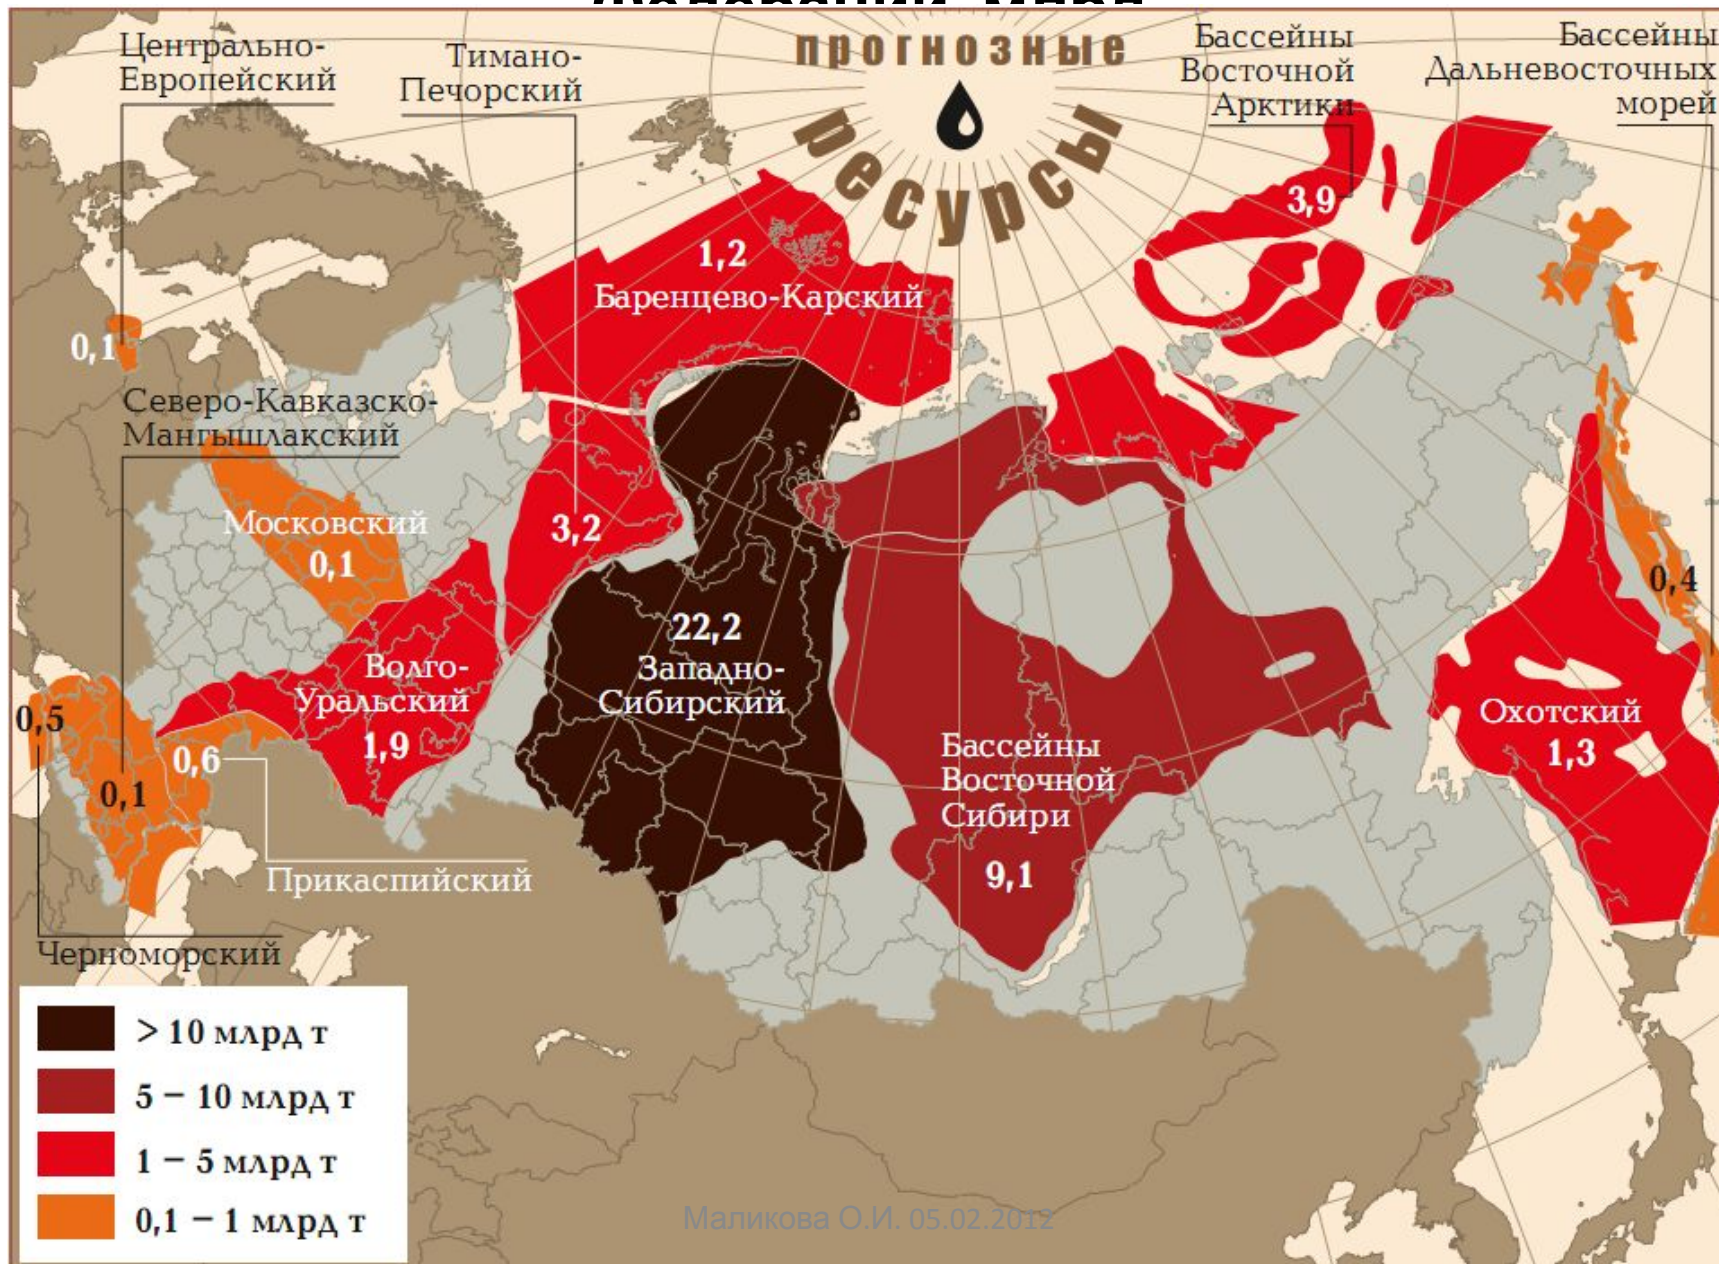 прогнозные
ресурсы
Центрально-
Европейский
Тимано-
Печорский
Бассейны
Восточной
Арктики
Бассейны
Дальневосточных
морей
3,9
1,2
Баренцево-Карский
0,1
Северо-Кавказско-
Мангышлакский
Московский
0,1
3,2
0,4
22,2
Западно-
Сибирский
Волго-
Уральский
1,9
0,5
0,6
0,1
Охотский
1,3
Бассейны
Восточной
Сибири
9,1
Прикаспийский
Черноморский
> 10 млрд т
5 – 10 млрд т
1 – 5 млрд т
0,1 – 1 млрд т
Маликова О.И. 05.02.2012